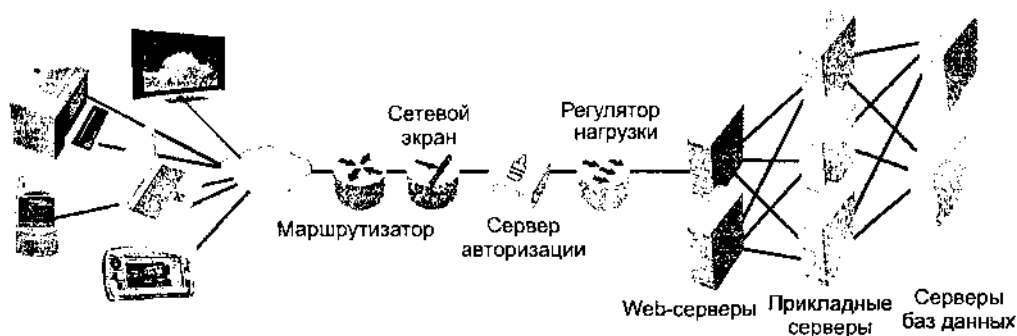 Сетевой
экран
Регулятор
нагрузки
Маршрутизатор
Сервер
авторизации
Web-серверы
Прикладные
серверы
Серверы
баз данных